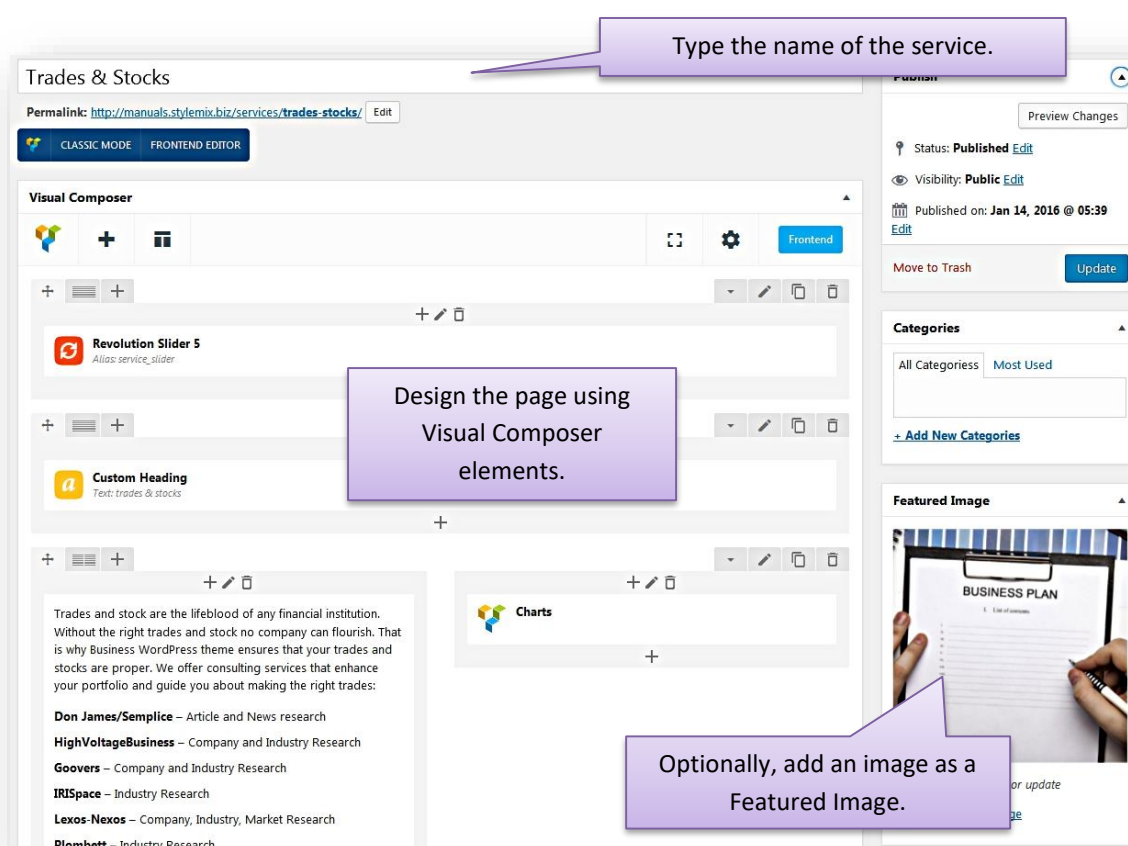 Type the name of the service.
Trades & Stocks
Permalink: http://manuals.stylemix.biz/services/trades-stocks/ Edit
CLASSIC MODE FRONTEND EDITOR
Visual Composer
Frontend
Revolution Slider 5
Alias: service_slider
Design the page using
Visual Composer
elements.
Custom Heading
Text: trades & stocks
Trades and stock are the lifeblood of any financial institution.
Without the right trades and stock no company can flourish. That
is why Business WordPress theme ensures that your trades and
stocks are proper. We offer consulting services that enhance
your portfolio and guide you about making the right trades:
Don James/Semplice – Article and News research
HighVoltageBusiness – Company and Industry Research
Goovers – Company and Industry Research
IRISpace – Industry Research
Lexos-Nexos – Company, Industry, Market Research
Plombett – Industry Research
Charts
Publish
Preview Changes
Status: Published Edit
Visibility: Public Edit
Published on: Jan 14, 2016 @ 05:39
Edit
Move to Trash
Update
Categories
All Categoriess Most Used
+ Add New Categories
Featured Image
BUSINESS PLAN
Optionally, add an image as a
Featured Image.
or update